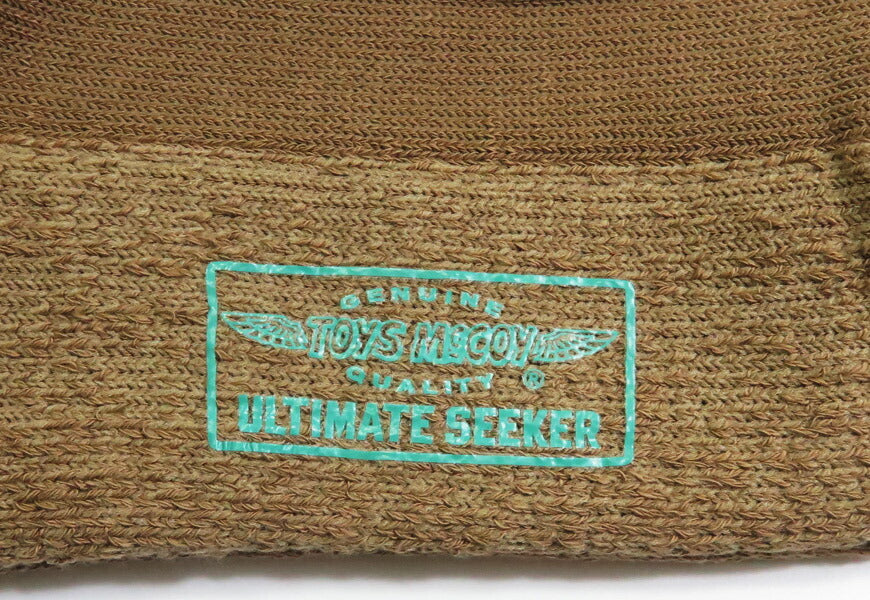 GENUINE
TOYS McCOY
QUALITY ®
ULTIMATE SEEKER